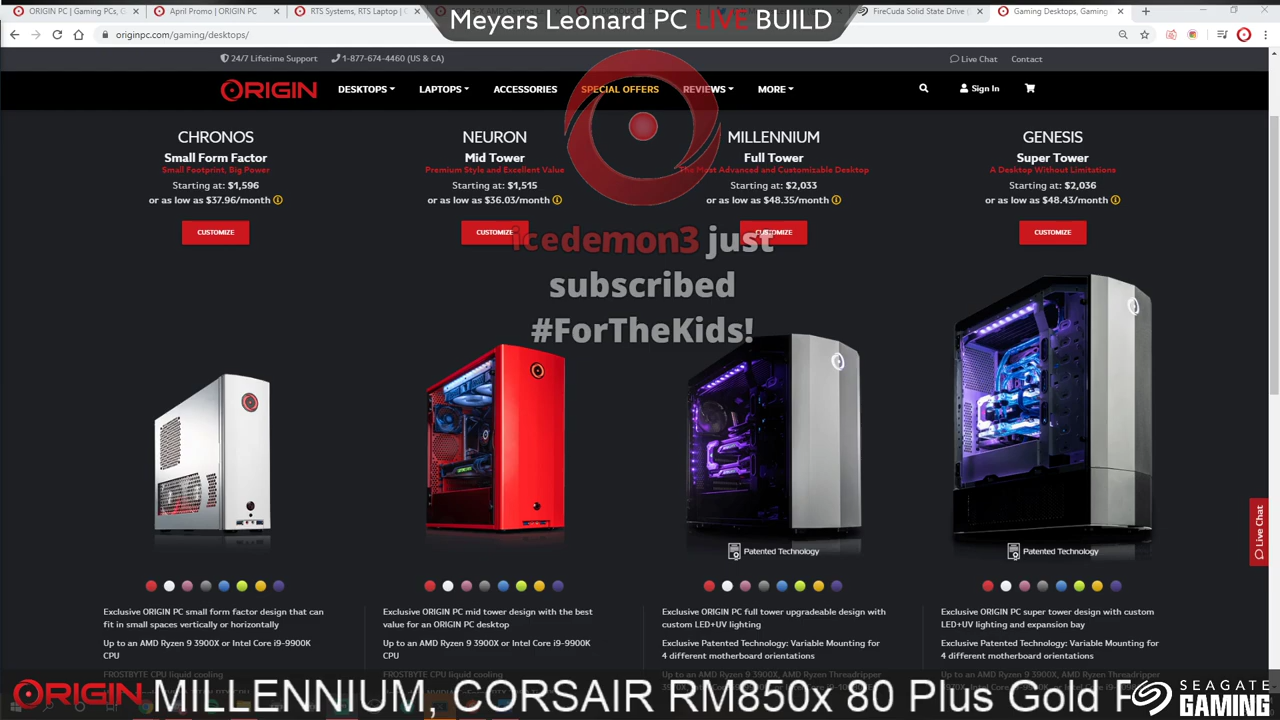 ORIGIN PC | Gaming PCs, G
April Promo | ORIGIN PC
RTS Systems, RTS Laptop | C
FireCuda Solid State Drive (
Gaming Desktops, Gaming
Meyers Leonard PC LIVE BUILD
originpc.com/gaming/desktops/
24/7 Lifetime Support
1-877-674-4460 (US & CA)
Live Chat
Contact
ORIGIN
DESKTOPS
LAPTOPS
ACCESSORIES
SPECIAL OFFERS
REVIEWS
MORE
Sign In
CHRONOS
Small Form Factor
Small Footprint, Big Power
Starting at: $1,596
or as low as $37.96/month
CUSTOMIZE
NEURON
Mid Tower
Premium Style and Excellent Value
Starting at: $1,515
or as low as $36.03/month
CUSTOMIZE
MILLENNIUM
Full Tower
The Most Advanced and Customizable Desktop
Starting at: $2,033
or as low as $48.35/month
CUSTOMIZE
GENESIS
Super Tower
A Desktop Without Limitations
Starting at: $2,036
or as low as $48.43/month
CUSTOMIZE
icedemon3 just
subscribed
#ForTheKids!
Patented Technology
Patented Technology
Live Chat
Exclusive ORIGIN PC small form factor design that can
fit in small spaces vertically or horizontally
Up to an AMD Ryzen 9 3900X or Intel Core i9-9900K
CPU
FROSTBYTE CPU liquid cooling
Exclusive ORIGIN PC mid tower design with the best
value for an ORIGIN PC desktop
Up to an AMD Ryzen 9 3900X or Intel Core i9-9900K
CPU
FROSTBYTE CPU liquid cooling
Exclusive ORIGIN PC full tower upgradeable design with
custom LED+UV lighting
Exclusive Patented Technology: Variable Mounting for
4 different motherboard orientations
Up to an AMD Ryzen 9 3900X, AMD Threadripper
Exclusive ORIGIN PC super tower design with custom
LED+UV lighting and expansion bay
Exclusive Patented Technology: Variable Mounting for
4 different motherboard orientations
Up to an AMD Ryzen 9 3900X, AMD Threadripper
ORIGIN
MILLENNIUM, CORSAIR RM850x 80 Plus Gold F
SEAGATE
GAMING